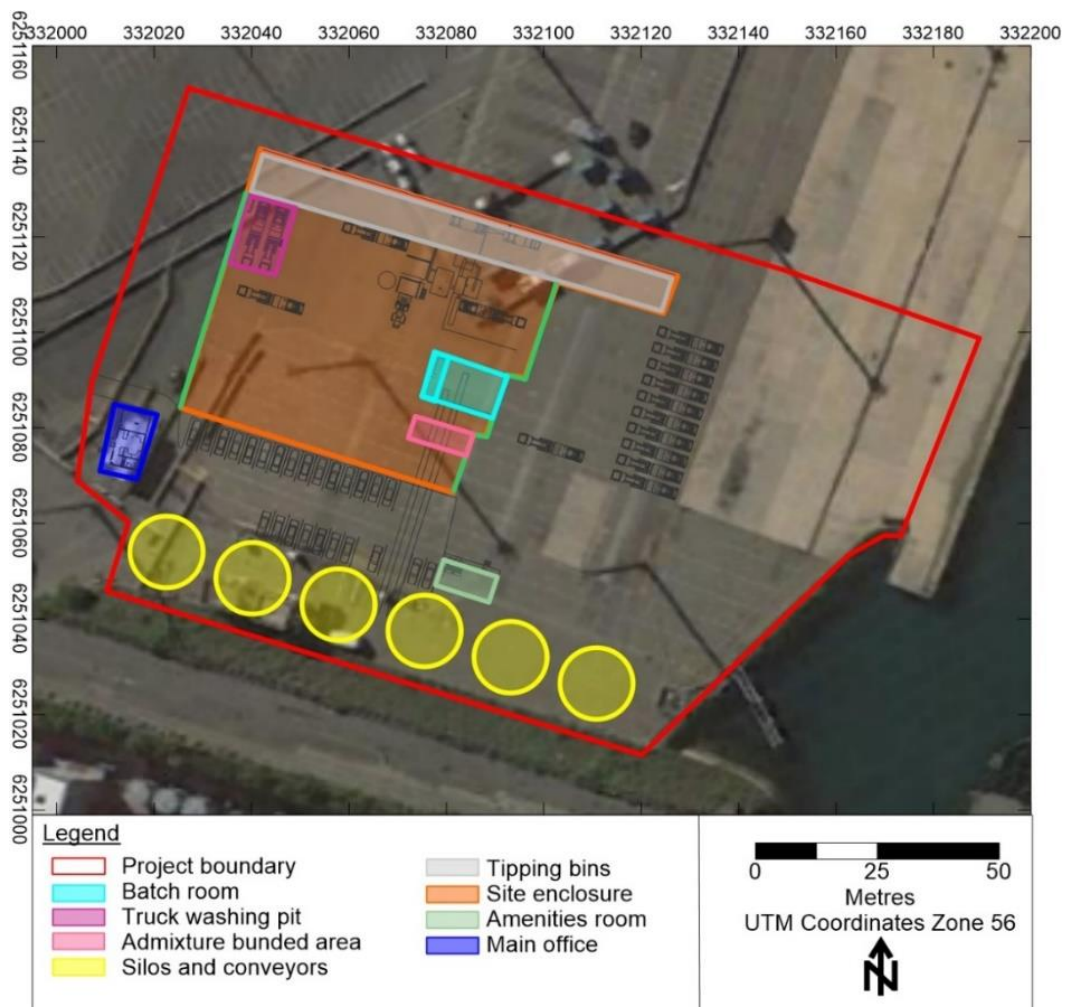 332000 332020 332040 332060 332080 332100 332120 332140 332160 332180 332200
6251160
6251140
6251120
6251100
6251080
6251060
6251040
6251020
6251000
Legend
Project boundary
Batch room
Truck washing pit
Admixture bunded area
Silos and conveyors
Tipping bins
Site enclosure
Amenities room
Main office
0 25 50
Metres
UTM Coordinates Zone 56
N